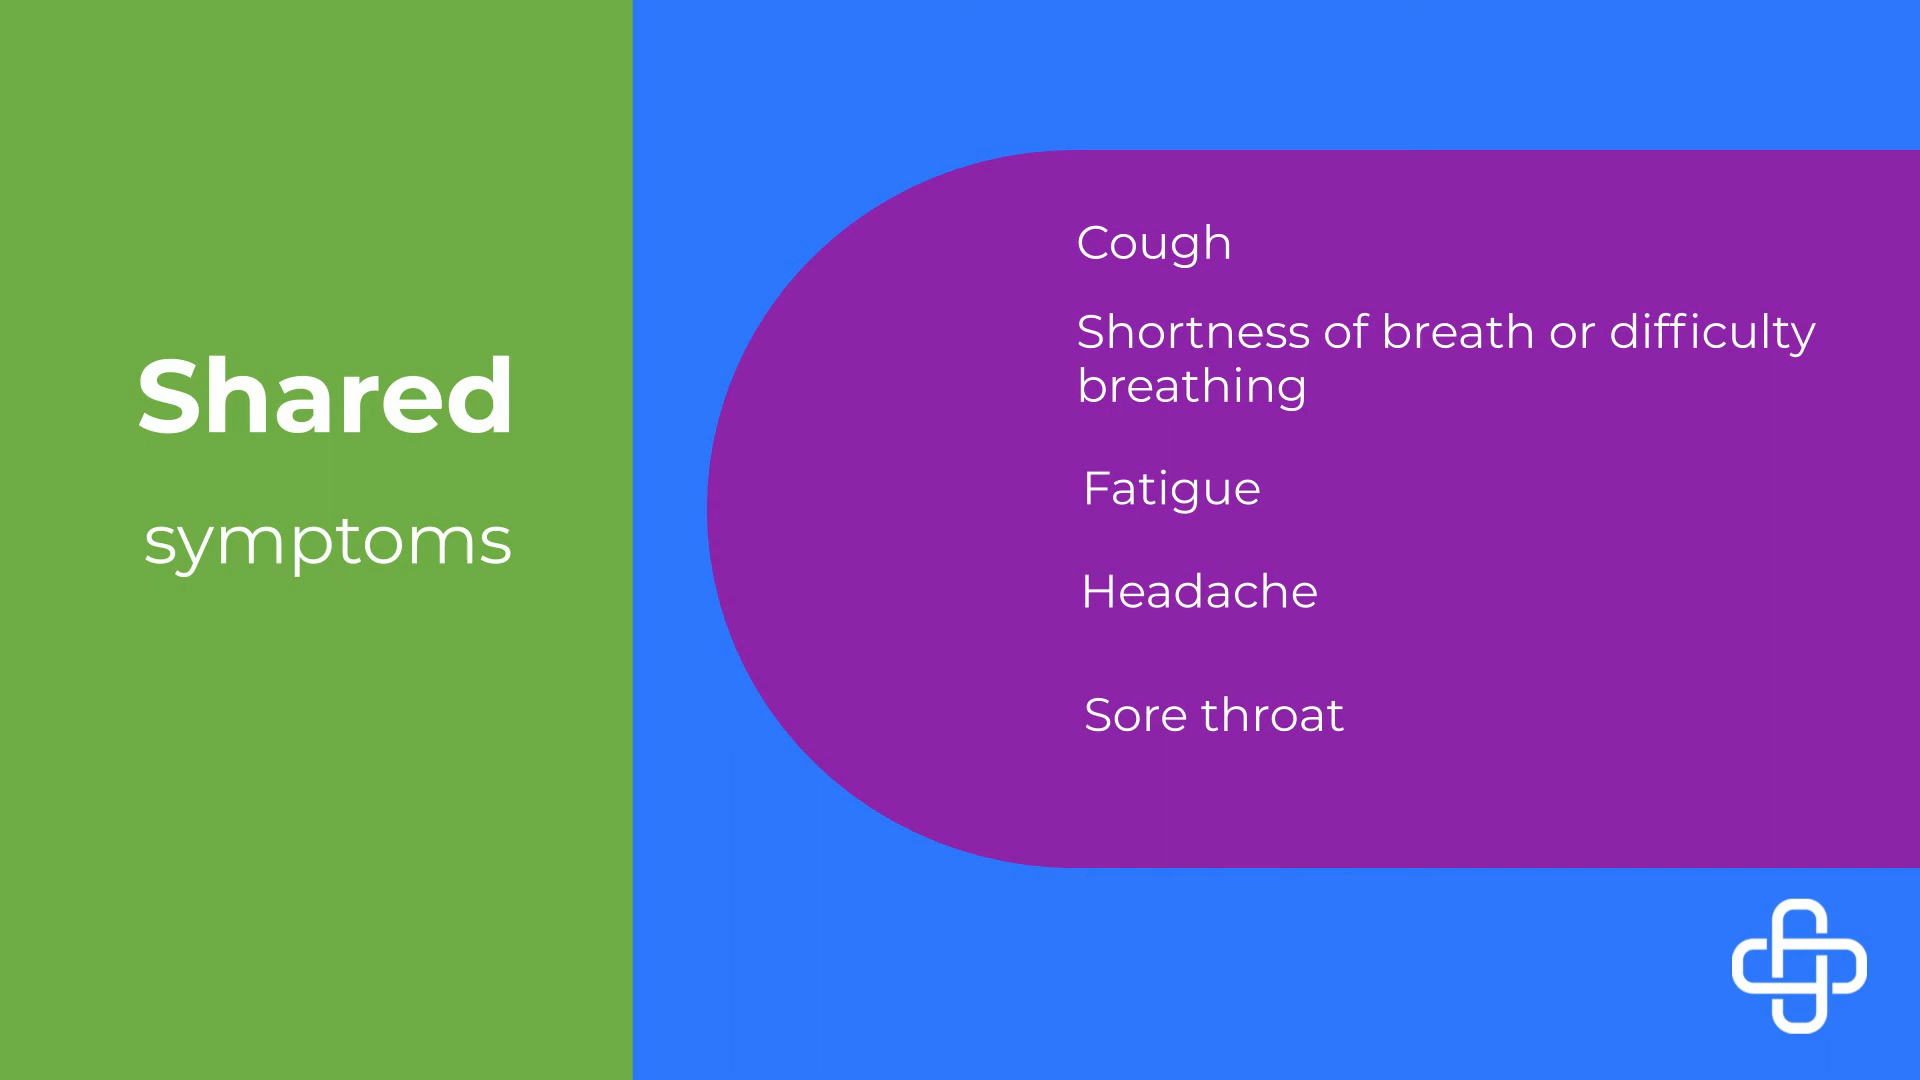 Shared
symptoms
Cough
Shortness of breath or difficulty
breathing
Fatigue
Headache
Sore throat